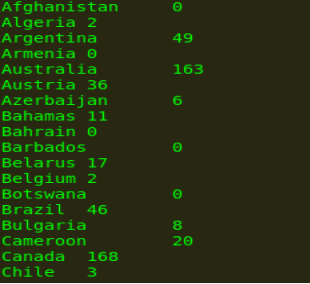 Afghanistan 0
Algeria 2
Argentina 49
Armenia 0
Australia 163
Austria 36
Azerbaijan 6
Bahamas 11
Bahrain 0
Barbados 0
Belarus 17
Belgium 2
Botswana 0
Brazil 46
Bulgaria 8
Cameroon 20
Canada 168
Chile 3